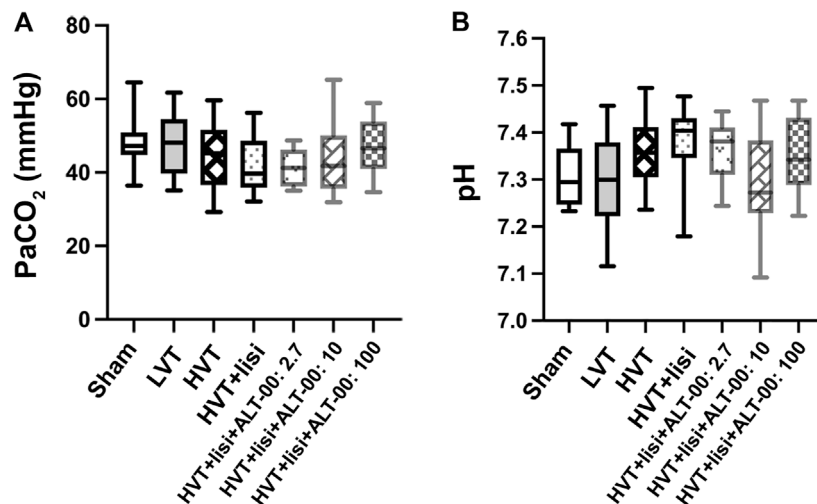 A
PaCO2 (mmHg)
80
60
40
20
0
Sham
LVT
HVT
HVT+lisi
HVT+lisi+ALT-00: 2.7
HVT+lisi+ALT-00: 10
HVT+lisi+ALT-00: 100
B
pH
7.6
7.5
7.4
7.3
7.2
7.1
7.0
Sham
LVT
HVT
HVT+lisi
HVT+lisi+ALT-00: 2.7
HVT+lisi+ALT-00: 10
HVT+lisi+ALT-00: 100